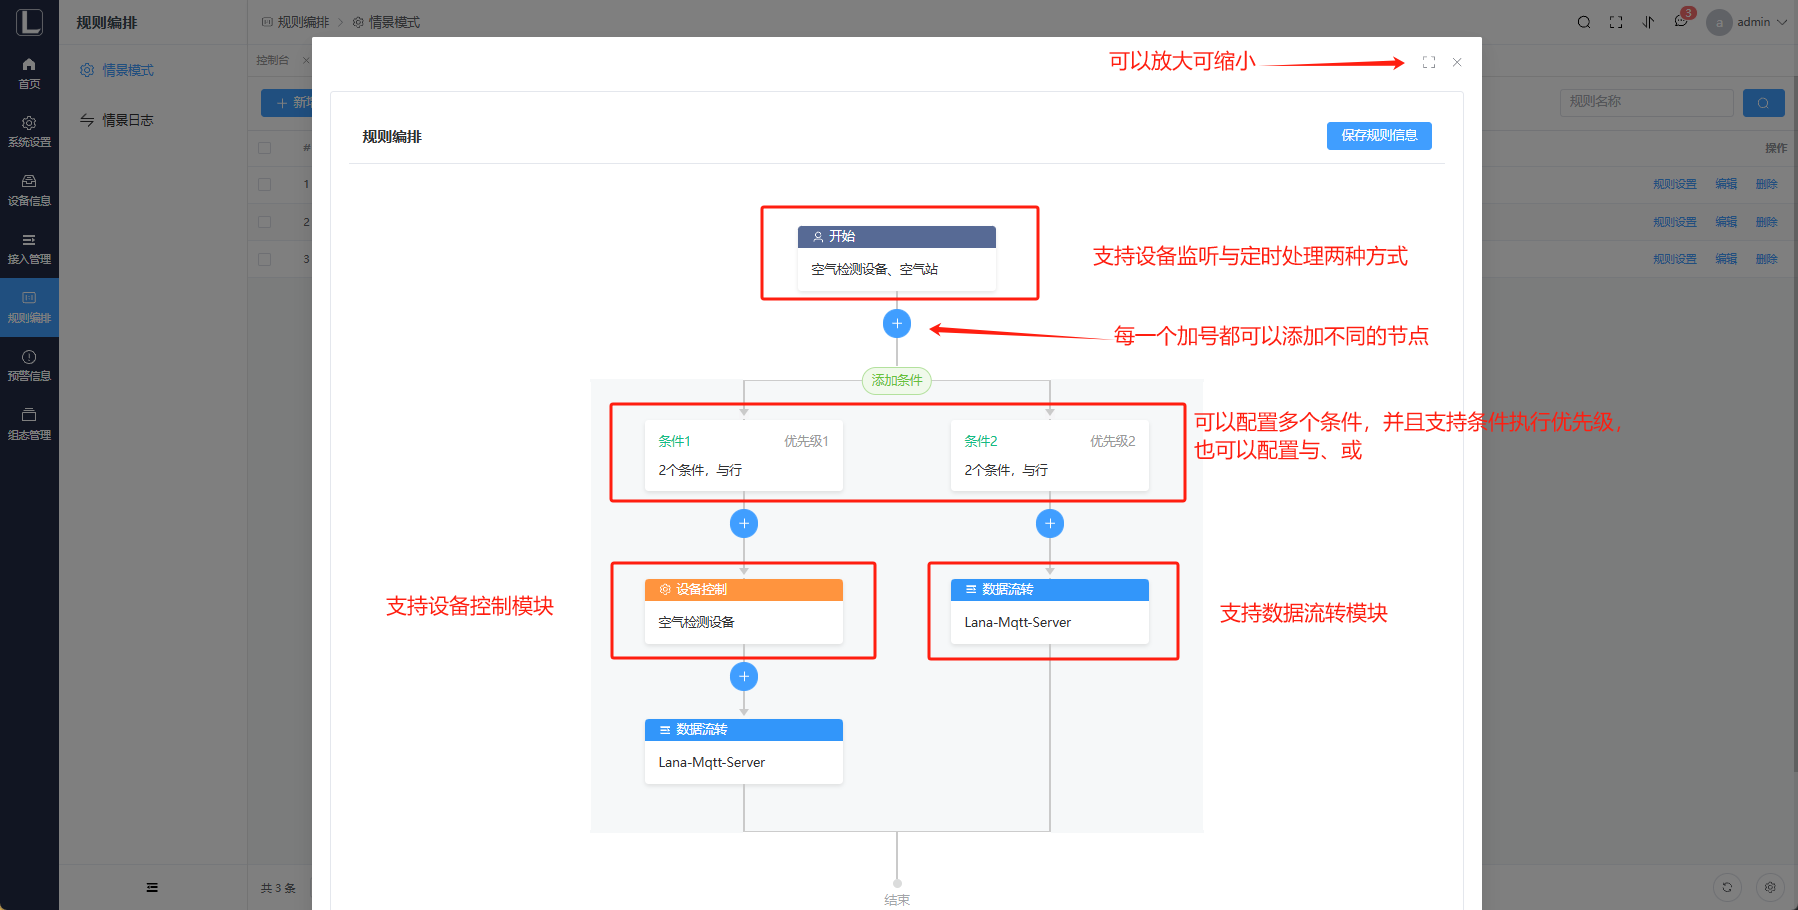 规则编排
规则编排 > 情景模式
3
a
admin
首页
系统设置
设备信息
接入管理
规则编排
预警信息
组态管理
情景模式
情景日志
控制台 ×
+ 新增
规则名称
#
操作
1
规则设置 编辑 删除
2
规则设置 编辑 删除
3
规则设置 编辑 删除
共 3 条
可以放大可缩小
规则编排
保存规则信息
开始
空气检测设备、空气站
支持设备监听与定时处理两种方式
每一个加号都可以添加不同的节点
添加条件
条件1 优先级1
2个条件，与行
条件2 优先级2
2个条件，与行
可以配置多个条件，并且支持条件执行优先级，
也可以配置与、或
支持设备控制模块
设备控制
空气检测设备
数据流转
Lana-Mqtt-Server
支持数据流转模块
数据流转
Lana-Mqtt-Server
结束